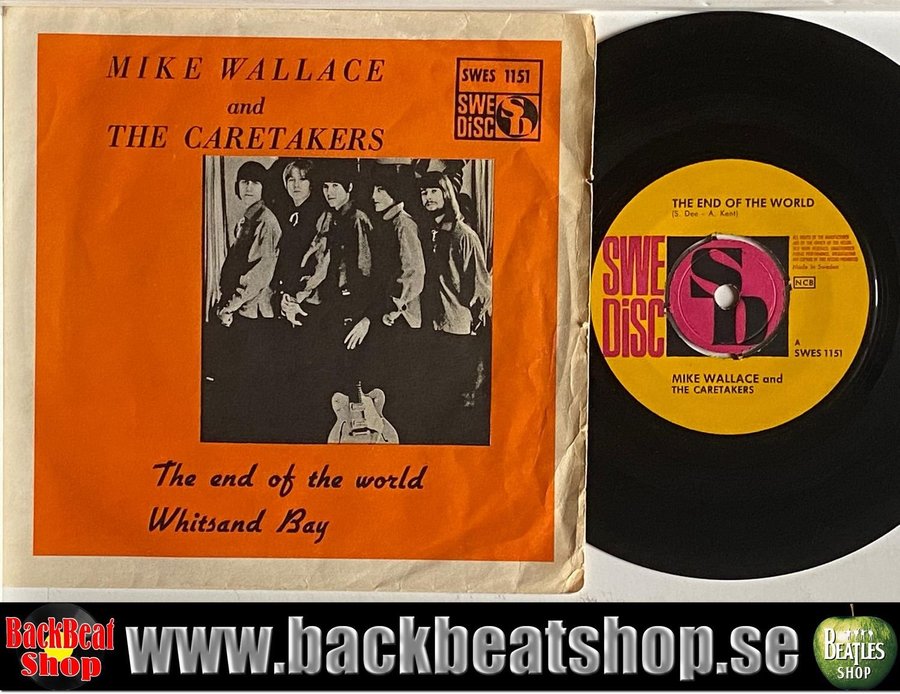 MIKE WALLACE
and
THE CARETAKERS
SWES 1151
SWE
DiSC
SD
The end of the world
Whitsand Bay
THE END OF THE WORLD
(S. Dee - A. Kent)
SWE
DiSC
SD
Made in Sweden
NCB
A
SWES 1151
MIKE WALLACE and
THE CARETAKERS
BackBeat
Shop
www.backbeatshop.se
BEATLES
SHOP